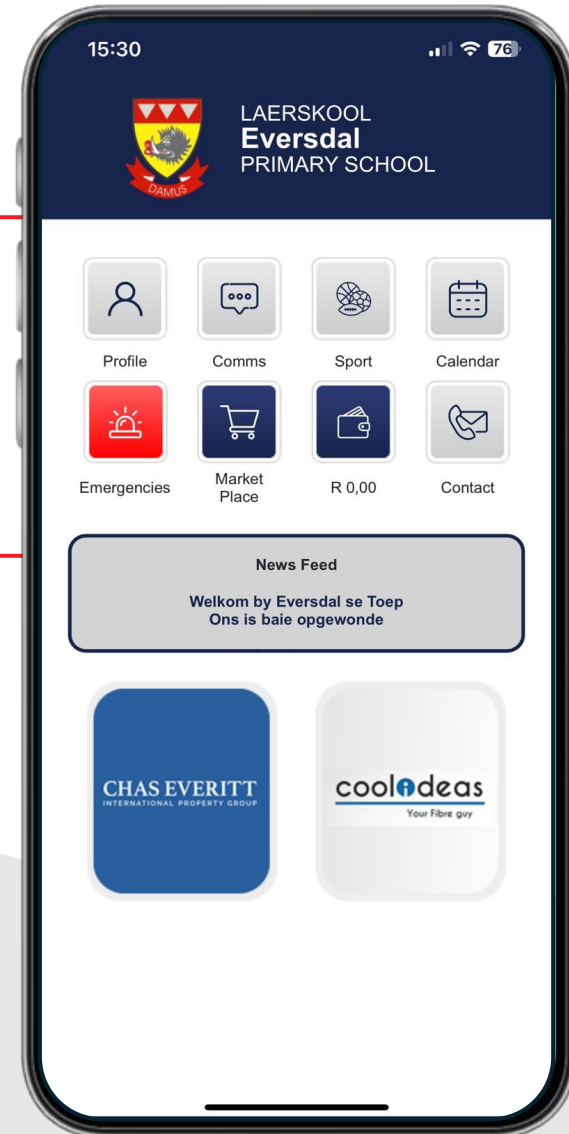 15:30
76
LAERSKOOL
Eversdal
PRIMARY SCHOOL
DAMUS
Profile
Comms
Sport
Calendar
Emergencies
Market
Place
R 0,00
Contact
News Feed
Welkom by Eversdal se Toep
Ons is baie opgewonde
CHAS EVERITT
INTERNATIONAL PROPERTY GROUP
coolideas
Your Fibre guy